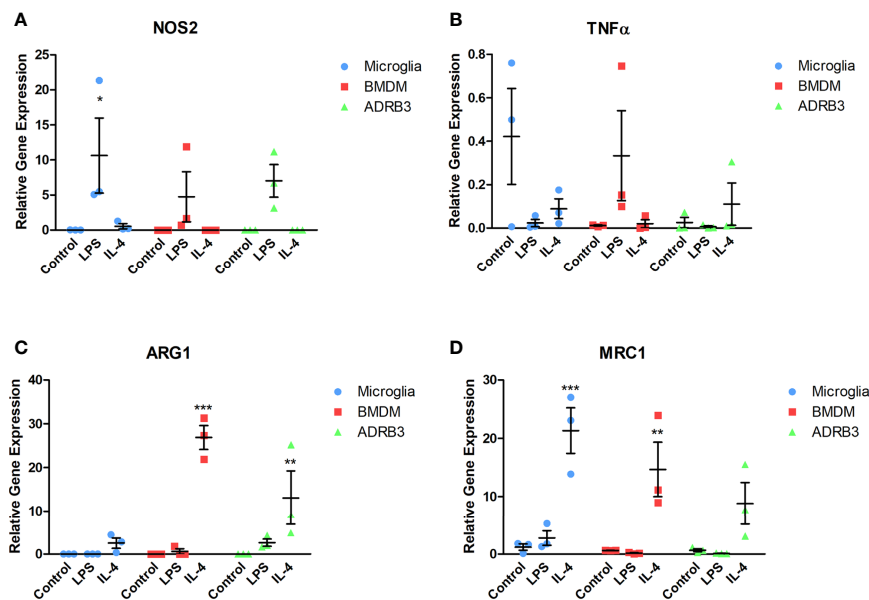 A
NOS2
Relative Gene Expression
25
20
15
10
5
0
*
Control
LPS
IL-4
Control
LPS
IL-4
Control
LPS
IL-4
Microglia
BMDM
ADRB3
B
TNFα
Relative Gene Expression
0.8
0.6
0.4
0.2
0.0
Control
LPS
IL-4
Control
LPS
IL-4
Control
LPS
IL-4
Microglia
BMDM
ADRB3
C
ARG1
Relative Gene Expression
40
30
20
10
0
***
**
Control
LPS
IL-4
Control
LPS
IL-4
Control
LPS
IL-4
Microglia
BMDM
ADRB3
D
MRC1
Relative Gene Expression
30
20
10
0
***
**
Control
LPS
IL-4
Control
LPS
IL-4
Control
LPS
IL-4
Microglia
BMDM
ADRB3